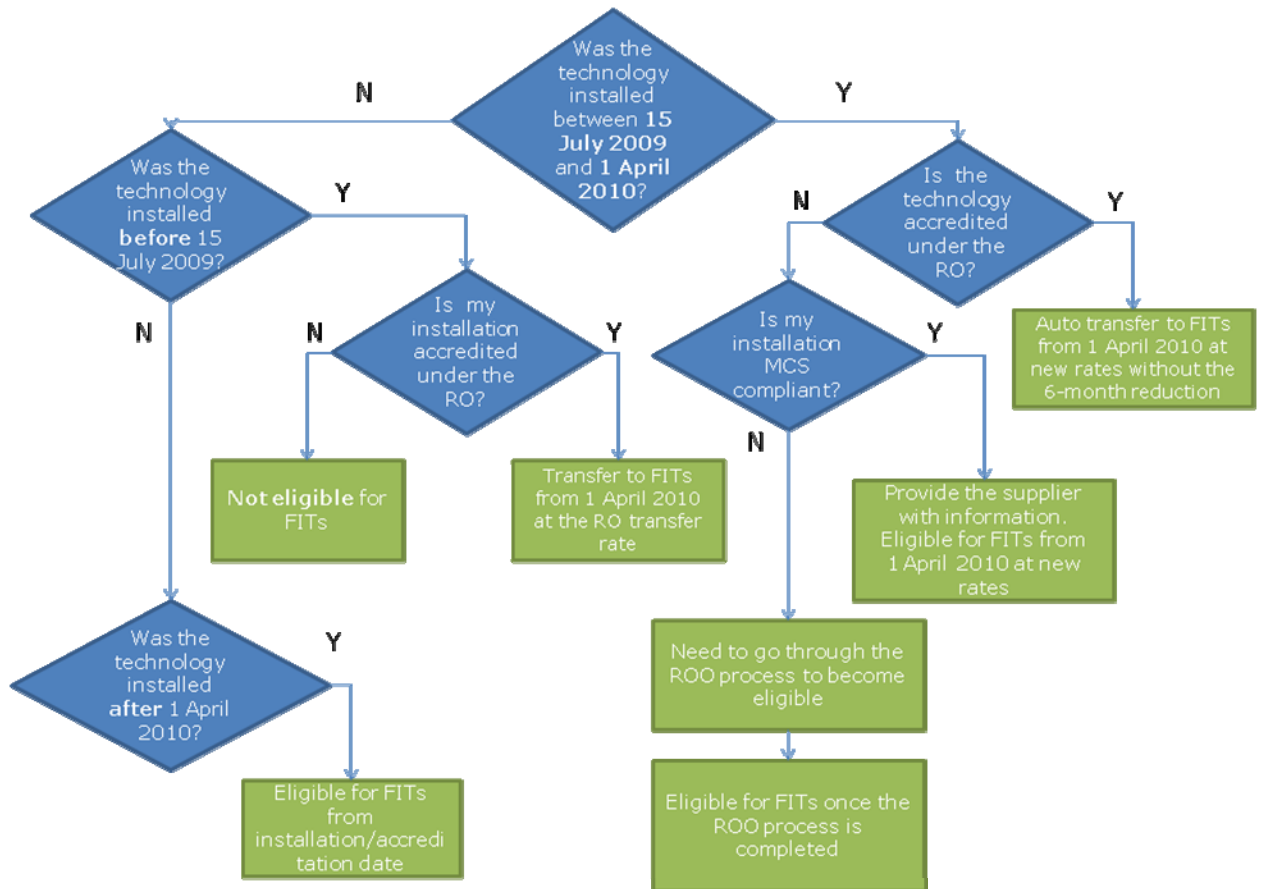 Was the
technology
installed
between 15
July 2009
and 1 April
2010?
N
Y
Was the
technology
installed
before 15
July 2009?
Y
N
Is the
technology
accredited
under the
RO?
N
Y
Is my
installation
accredited
under the
RO?
N
Y
Is my
installation
MCS
compliant?
Y
N
Auto transfer to FITs
from 1 April 2010 at
new rates without the
6-month reduction
Not eligible for
FITs
Transfer to FITs
from 1 April 2010
at the RO transfer
rate
Provide the supplier
with information.
Eligible for FITs from
1 April 2010 at new
rates
Was the
technology
installed
after 1 April
2010?
Y
Need to go through the
ROO process to become
eligible
Eligible for FITs
from
installation/accredi
tation date
Eligible for FITs once the
ROO process is
completed